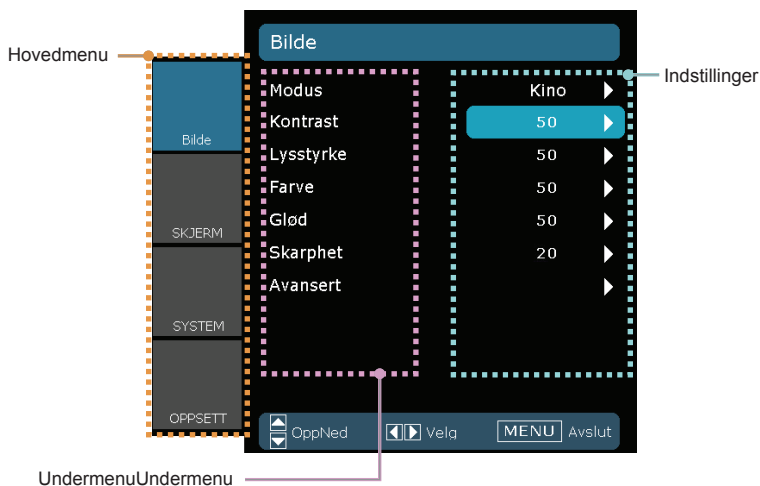 Bilde
Hovedmenu
Indstillinger
Modus Kino
Kontrast 50
Bilde
Lysstyrke 50
Farve 50
Glød 50
SKJERM
Skarphet 20
Avansert
SYSTEM
OPPSETT
OppNed Velg MENU Avslut
UndermenuUndermenu